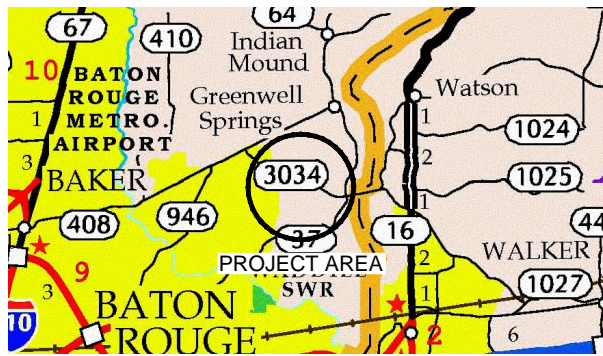 67
64
410
Indian
Mound
10
BATON
ROUGE
METRO.
AIRPORT
Greenwell
Springs
Watson
1
1
1024
3
2
BAKER
3034
1025
1
408
946
37
16
44
WALKER
PROJECT AREA
SWR
9
3
2
1027
1
BATON
ROUGE
10
2
6